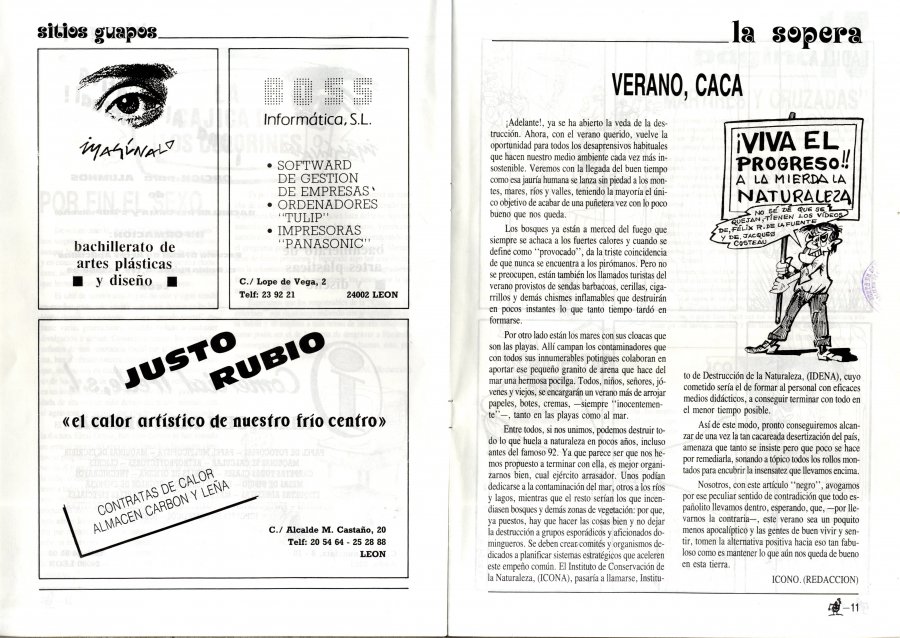 sitios guapos
imagínalo
bachillerato de
artes plásticas
y diseño
BOSS
Informática, S.L.
• SOFTWARD
DE GESTION
DE EMPRESAS
• ORDENADORES
"TULIP"
• IMPRESORAS
"PANASONIC"
C./ Lope de Vega, 2
Telf: 23 92 21 24002 LEON
JUSTO
RUBIO
«el calor artístico de nuestro frío centro»
CONTRATAS DE CALOR
ALMACEN CARBON Y LEÑA
C./ Alcalde M. Castaño, 20
Telf: 20 54 64 - 25 28 88
LEON
la sopera
VERANO, CACA
¡Adelante!, ya se ha abierto la veda de la des-
trucción. Ahora, con el verano querido, vuelve la
oportunidad para todos los desaprensivos habituales
que hacen nuestro medio ambiente cada vez más in-
sostenible. Veremos con la llegada del buen tiempo
como esa jauría humana se lanza sin piedad a los mon-
tes, mares, ríos y valles, teniendo la mayoría el úni-
co objetivo de acabar de una puñetera vez con lo poco
bueno que nos queda.
Los bosques ya están a merced del fuego que
siempre se achaca a los fuertes calores y cuando se
define como "provocado", da la triste coincidencia
de que nunca se encuentra a los pirómanos. Pero no
se preocupen, están también los llamados turistas del
verano provistos de sendas barbacoas, cerillas, ciga-
rrillos y demás chismes inflamables que destruirán
en pocos instantes lo que tanto tiempo tardó en
formarse.
Por otro lado están los mares con sus cloacas que
son las playas. Allí campan los contaminadores que
con todos sus innumerables potingues colaboran en
aportar ese pequeño granito de arena que hace del
mar una hermosa pocilga. Todos, niños, señores, jó-
venes y viejos, se encargarán un verano más de arrojar
papeles, botes, cremas, —siempre "inocentemen-
te"—, tanto en las playas como al mar.
Entre todos, si nos unimos, podemos destruir to-
do lo que huela a naturaleza en pocos años, incluso
antes del famoso 92. Ya que parece ser que nos he-
mos propuesto a terminar con ella, es mejor organi-
zarnos bien, cual ejército arrasador. Unos podían
dedicarse a la contaminación del mar, otros a los ríos
y lagos, mientras que el resto serían los que incen-
diasen bosques y demás zonas de vegetación: por que,
ya puestos, hay que hacer las cosas bien y no dejar
la destrucción a grupos esporádicos y aficionados do-
mingueros. Se deben crear comités y organismos de-
dicados a planificar sistemas estratégicos que aceleren
este empeño común. El Instituto de Conservación de
la Naturaleza, (ICONA), pasaría a llamarse, Institu-
¡VIVA EL
PROGRESO!!
A LA MIERDA LA
NATURALEZA
NO SÉ DE QUE SE
QUEJAN, TIENEN LOS VÍDEOS
DE, FÉLIX R. DE LA FUENTE
Y DE JACQUES
COSTEAU
to de Destrucción de la Naturaleza, (IDENA), cuyo
cometido sería el de formar al personal con eficaces
medios didácticos, a conseguir terminar con todo en
el menor tiempo posible.
Así de este modo, pronto conseguiremos alcan-
zar de una vez la tan cacareada desertización del país,
amenaza que tanto se insiste pero que poco se hace
por remediarla, sonando a tópico todos los rollos mon-
tados para encubrir la insensatez que llevamos encima.
Nosotros, con este artículo "negro", avogamos
por ese peculiar sentido de contradición que todo es-
pañolito llevamos dentro, esperando, que, —por lle-
varnos la contraria—, este verano sea un poquito
menos apocalíptico y las gentes de buen vivir y sen-
tir, tomen la alternativa positiva hacia eso tan fabu-
loso como es mantener lo que aún nos queda de bueno
en esta tierra.
ICONO. (REDACCION)
—11